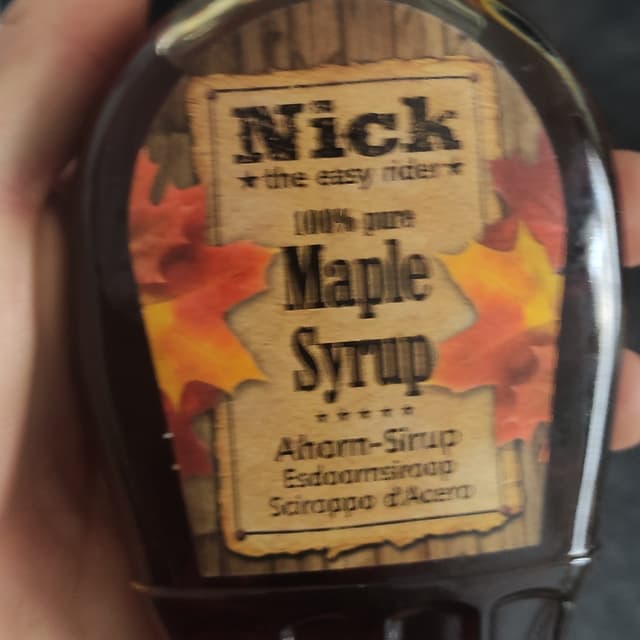 Nick
★the easy rider★
100% pure
Maple
Syrup
★★★★★
Ahorn-Sirup
Esdoornsiroop
Sciroppo d'Acero